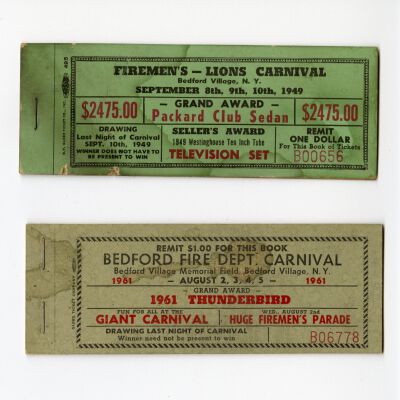 FIREMEN'S – LIONS CARNIVAL
Bedford Village, N. Y.
SEPTEMBER 8th, 9th, 10th, 1949
$2475.00
– GRAND AWARD –
Packard Club Sedan
$2475.00
DRAWING
Last Night of Carnival
SEPT. 10th, 1949
WINNER DOES NOT HAVE TO
BE PRESENT TO WIN
SELLER'S AWARD
1949 Westinghouse Ten Inch Tube
TELEVISION SET
REMIT
ONE DOLLAR
For This Book of Tickets
B00656
REMIT $1.00 FOR THIS BOOK
BEDFORD FIRE DEPT. CARNIVAL
Bedford Village Memorial Field, Bedford Village, N. Y.
1961 – AUGUST 2, 3, 4, 5 – 1961
– GRAND AWARD –
1961 THUNDERBIRD
FUN FOR ALL AT THE
GIANT CARNIVAL
WED., AUGUST 2nd
HUGE FIREMEN'S PARADE
DRAWING LAST NIGHT OF CARNIVAL
Winner need not be present to win
B06778